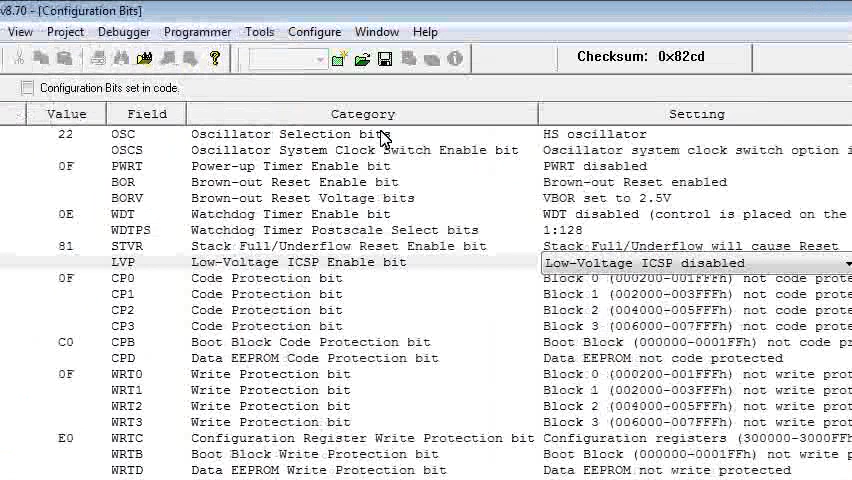 v8.70 - [Configuration Bits]
View Project Debugger Programmer Tools Configure Window Help
Checksum: 0x82cd
Configuration Bits set in code.
Value Field Category Setting
22 OSC Oscillator Selection bits HS oscillator
OSCS Oscillator System Clock Switch Enable bit Oscillator system clock switch option i
0F PWRT Power-up Timer Enable bit PWRT disabled
BOR Brown-out Reset Enable bit Brown-out Reset enabled
BORV Brown-out Reset Voltage bits VBOR set to 2.5V
0E WDT Watchdog Timer Enable bit WDT disabled (control is placed on the
WDTPS Watchdog Timer Postscale Select bits 1:128
81 STVR Stack Full/Underflow Reset Enable bit Stack Full/Underflow will cause Reset
LVP Low-Voltage ICSP Enable bit Low-Voltage ICSP disabled
0F CP0 Code Protection bit Block 0 (000200-001FFFh) not code prote
CP1 Code Protection bit Block 1 (002000-003FFFh) not code prote
CP2 Code Protection bit Block 2 (004000-005FFFh) not code prote
CP3 Code Protection bit Block 3 (006000-007FFFh) not code prote
C0 CPB Boot Block Code Protection bit Boot Block (000000-0001FFh) not code pr
CPD Data EEPROM Code Protection bit Data EEPROM not code protected
0F WRT0 Write Protection bit Block 0 (000200-001FFFh) not write prot
WRT1 Write Protection bit Block 1 (002000-003FFFh) not write prot
WRT2 Write Protection bit Block 2 (004000-005FFFh) not write prot
WRT3 Write Protection bit Block 3 (006000-007FFFh) not write prot
E0 WRTC Configuration Register Write Protection bit Configuration registers (300000-3000FFh
WRTB Boot Block Write Protection bit Boot Block (000000-0001FFh) not write p
WRTD Data EEPROM Write Protection bit Data EEPROM not write protected